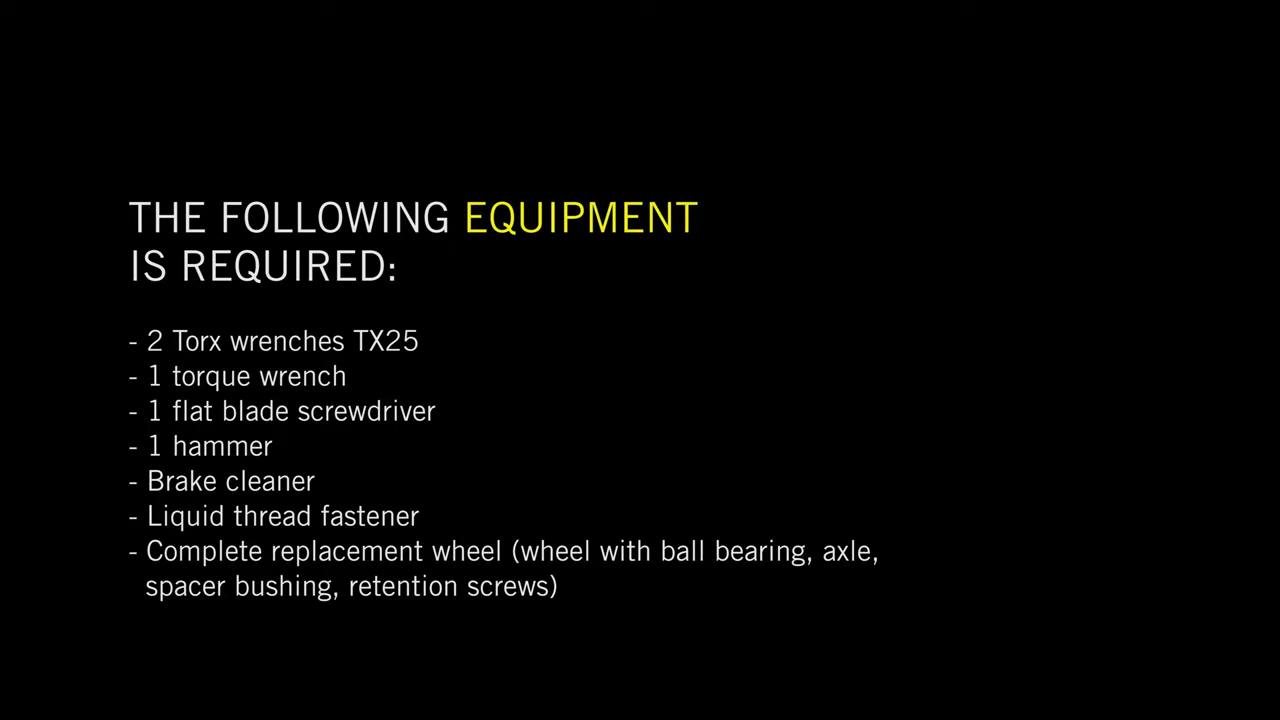 THE FOLLOWING EQUIPMENT
IS REQUIRED:
- 2 Torx wrenches TX25
- 1 torque wrench
- 1 flat blade screwdriver
- 1 hammer
- Brake cleaner
- Liquid thread fastener
- Complete replacement wheel (wheel with ball bearing, axle,
spacer bushing, retention screws)